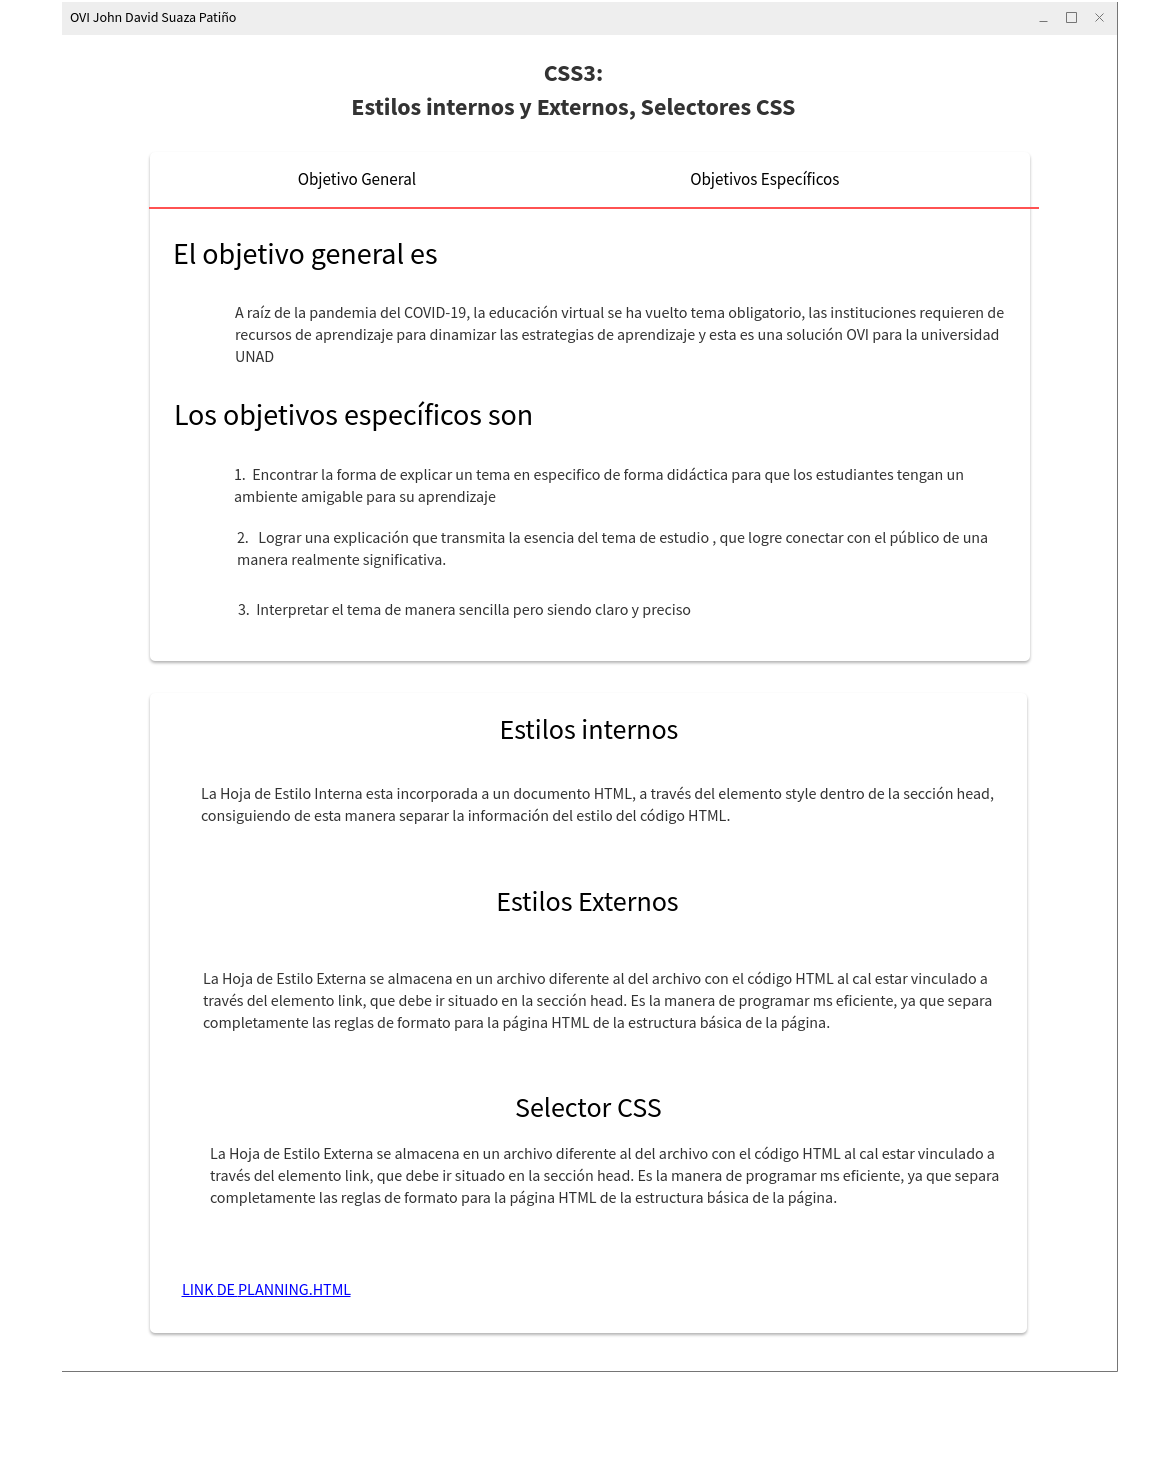 OVI John David Suaza Patiño
CSS3:
Estilos internos y Externos, Selectores CSS
Objetivo General
Objetivos Específicos
El objetivo general es
A raíz de la pandemia del COVID-19, la educación virtual se ha vuelto tema obligatorio, las instituciones requieren de
recursos de aprendizaje para dinamizar las estrategias de aprendizaje y esta es una solución OVI para la universidad
UNAD
Los objetivos específicos son
1. Encontrar la forma de explicar un tema en especifico de forma didáctica para que los estudiantes tengan un
ambiente amigable para su aprendizaje
2. Lograr una explicación que transmita la esencia del tema de estudio , que logre conectar con el público de una
manera realmente significativa.
3. Interpretar el tema de manera sencilla pero siendo claro y preciso
Estilos internos
La Hoja de Estilo Interna esta incorporada a un documento HTML, a través del elemento style dentro de la sección head,
consiguiendo de esta manera separar la información del estilo del código HTML.
Estilos Externos
La Hoja de Estilo Externa se almacena en un archivo diferente al del archivo con el código HTML al cal estar vinculado a
través del elemento link, que debe ir situado en la sección head. Es la manera de programar ms eficiente, ya que separa
completamente las reglas de formato para la página HTML de la estructura básica de la página.
Selector CSS
La Hoja de Estilo Externa se almacena en un archivo diferente al del archivo con el código HTML al cal estar vinculado a
través del elemento link, que debe ir situado en la sección head. Es la manera de programar ms eficiente, ya que separa
completamente las reglas de formato para la página HTML de la estructura básica de la página.
LINK DE PLANNING.HTML